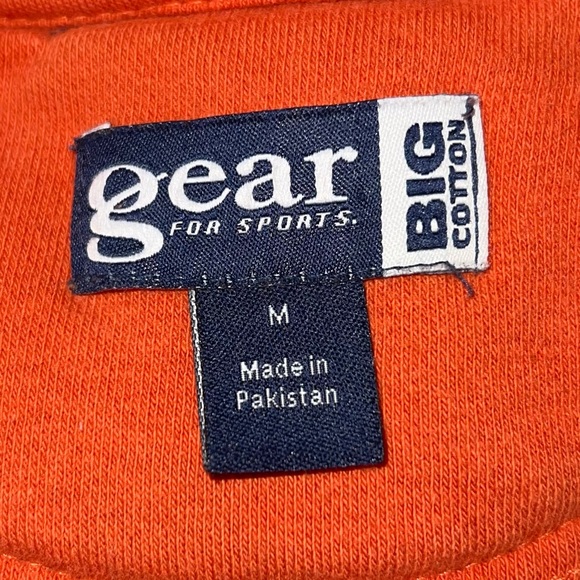 gear
FOR SPORTS.
BIG
COTTON
M
Made in
Pakistan